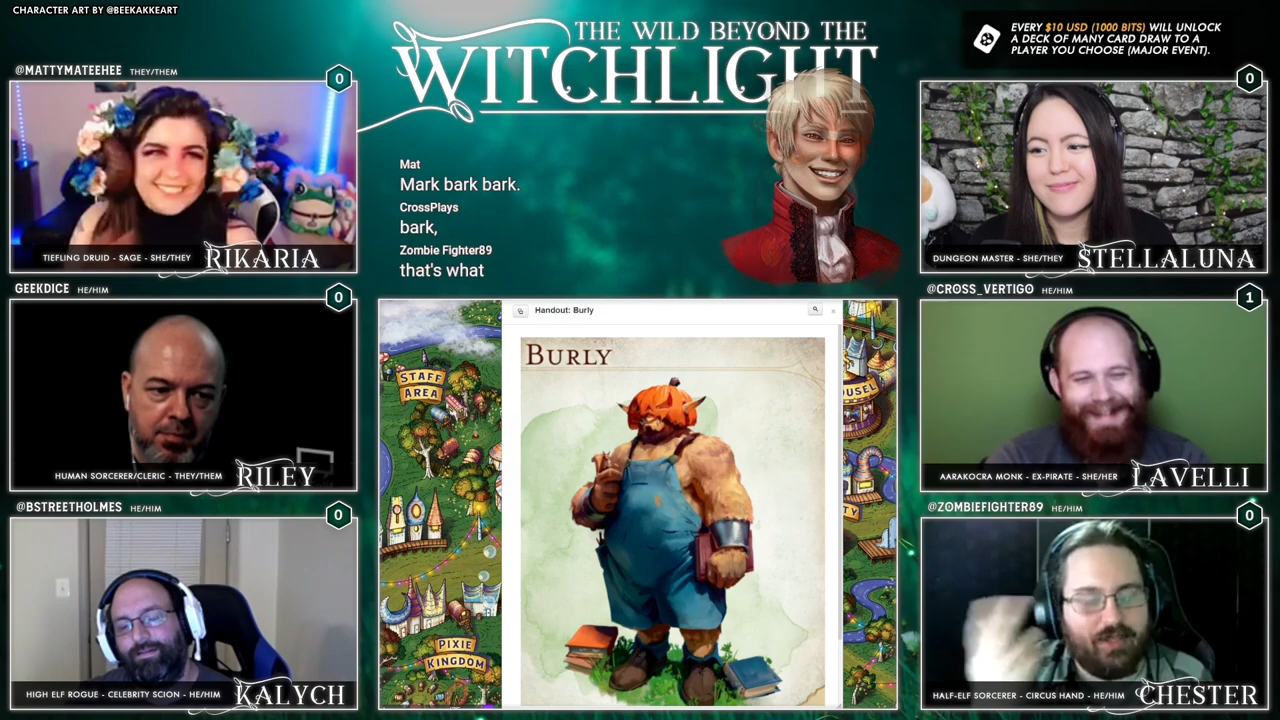 CHARACTER ART BY @BEEKAKKEART
THE WILD BEYOND THE
WITCHLIGHT
EVERY $10 USD (1000 BITS) WILL UNLOCK
A DECK OF MANY CARD DRAW TO A
PLAYER YOU CHOOSE (MAJOR EVENT).
@MATTYMATEEHEE THEY/THEM
0
TIEFLING DRUID - SAGE - SHE/THEY RIKARIA
Mat
Mark bark bark.
CrossPlays
bark,
Zombie Fighter89
that's what
0
DUNGEON MASTER - SHE/THEY STELLALUNA
GEEKDICE HE/HIM
0
HUMAN SORCERER/CLERIC - THEY/THEM RILEY
@CROSS_VERTIGO HE/HIM
1
AARAKOCRA MONK - EX-PIRATE - SHE/HER LAVELLI
@BSTREETHOLMES HE/HIM
0
HIGH ELF ROGUE - CELEBRITY SCION - HE/HIM KALYCH
Handout: Burly
BURLY
STAFF
AREA
PIXIE
KINGDOM
OUSEL
TY
@ZOMBIEFIGHTER89 HE/HIM
0
HALF-ELF SORCERER - CIRCUS HAND - HE/HIM CHESTER